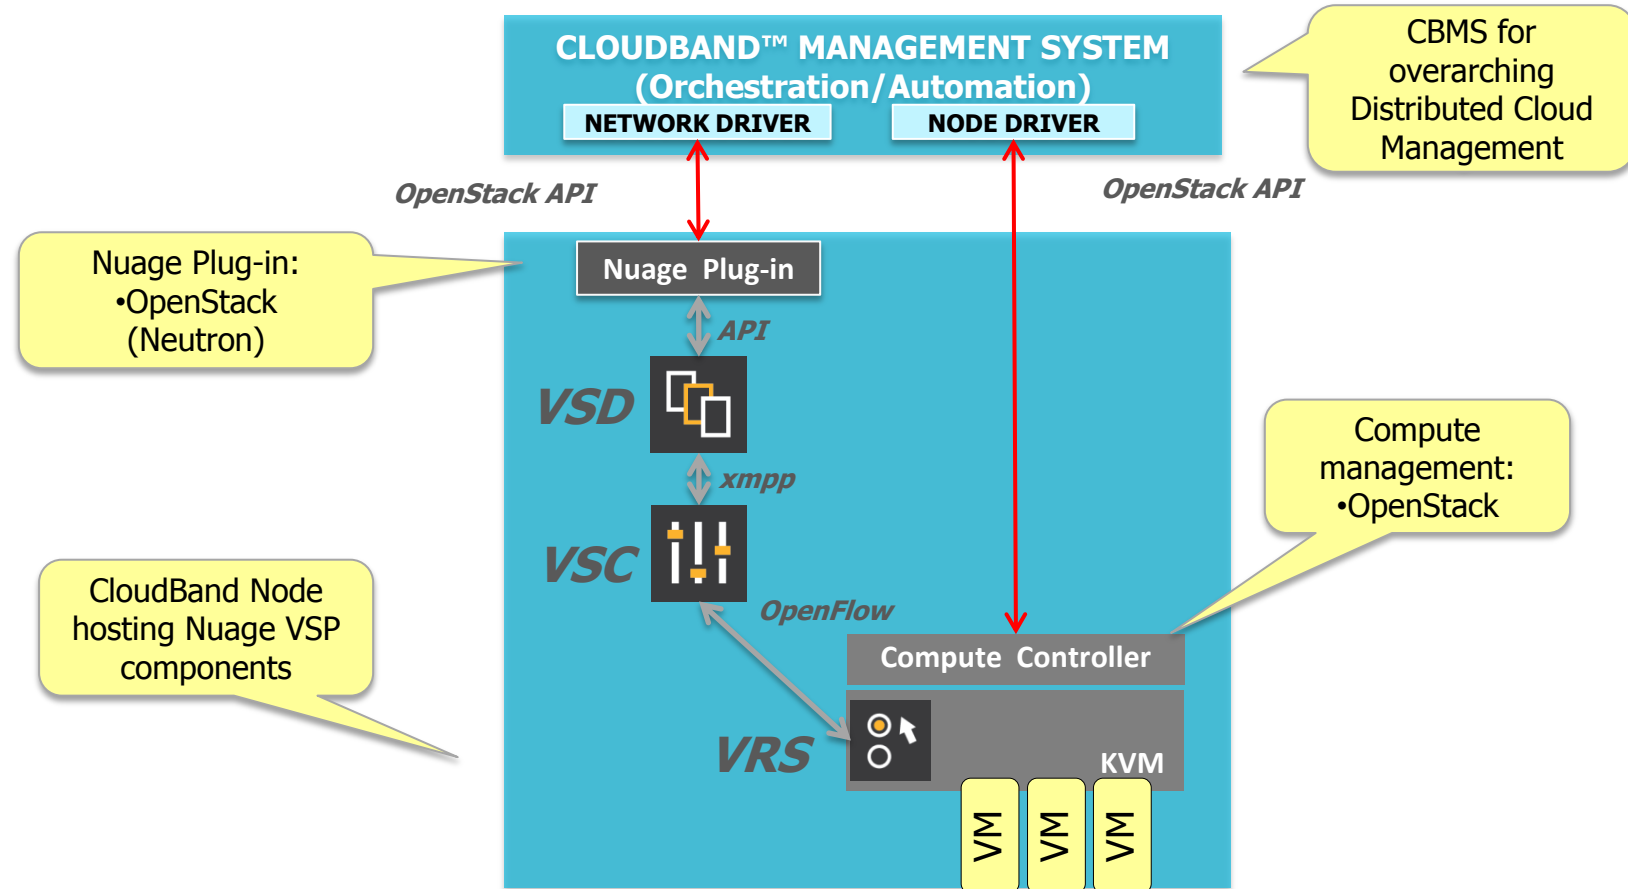 CLOUDBAND™ MANAGEMENT SYSTEM
(Orchestration/Automation)
NETWORK DRIVER
NODE DRIVER
CBMS for
overarching
Distributed Cloud
Management
OpenStack API
OpenStack API
Nuage Plug-in:
•OpenStack
(Neutron)
Nuage Plug-in
API
VSD
xmpp
Compute
management:
•OpenStack
VSC
OpenFlow
CloudBand Node
hosting Nuage VSP
components
Compute Controller
VRS
KVM
VM
VM
VM